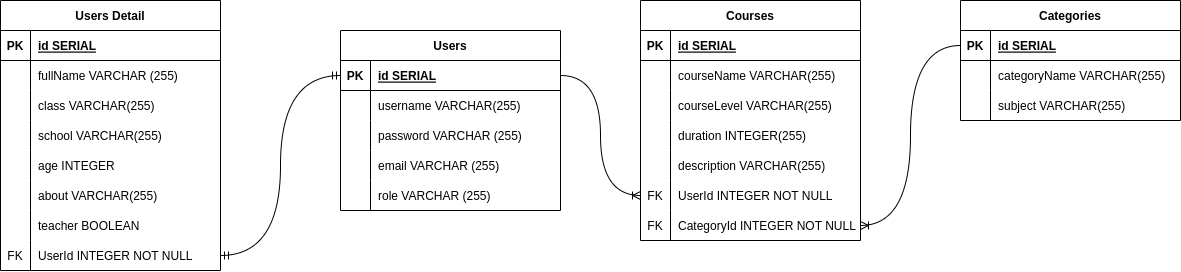 Users Detail
PK id SERIAL
fullName VARCHAR (255)
class VARCHAR(255)
school VARCHAR(255)
age INTEGER
about VARCHAR(255)
teacher BOOLEAN
FK UserId INTEGER NOT NULL
Users
PK id SERIAL
username VARCHAR(255)
password VARCHAR (255)
email VARCHAR (255)
role VARCHAR (255)
Courses
PK id SERIAL
courseName VARCHAR(255)
courseLevel VARCHAR(255)
duration INTEGER(255)
description VARCHAR(255)
FK UserId INTEGER NOT NULL
FK CategoryId INTEGER NOT NULL
Categories
PK id SERIAL
categoryName VARCHAR(255)
subject VARCHAR(255)